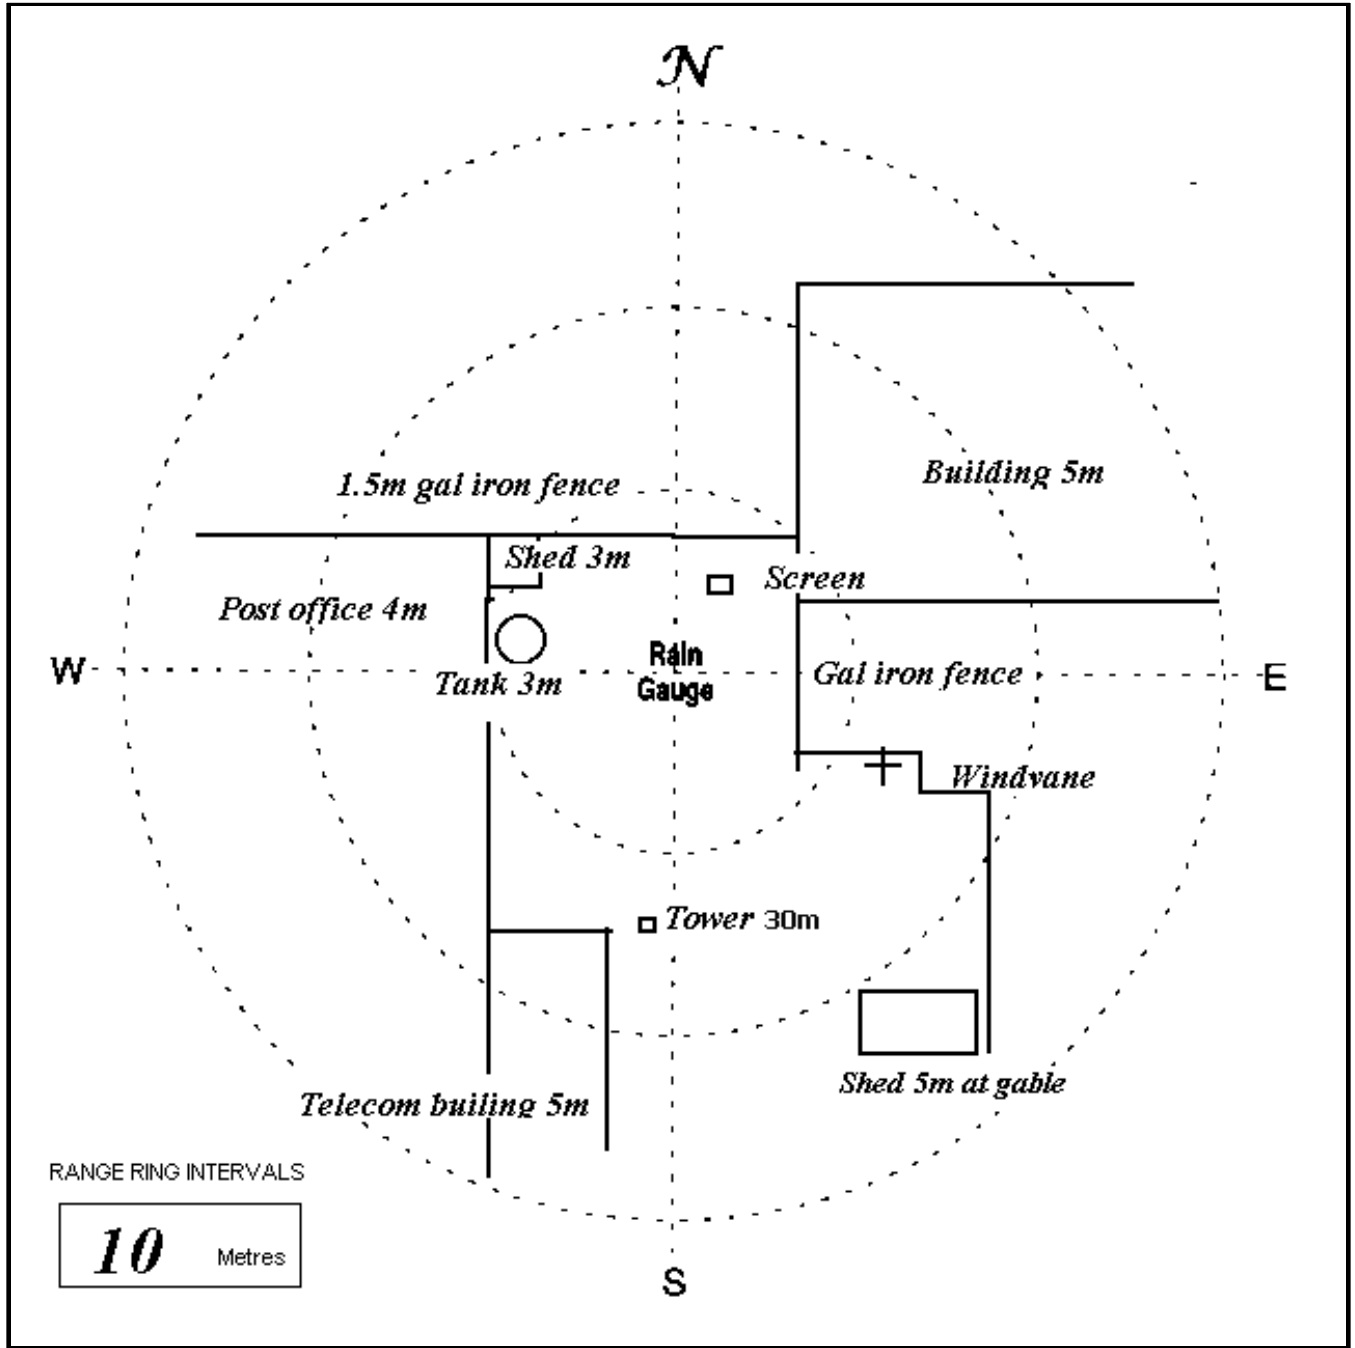 N
1.5m gal iron fence
Building 5m
Shed 3m
Screen
Post office 4m
Rain
Gauge
W
Tank 3m
Gal iron fence
E
Windvane
Tower 30m
Shed 5m at gable
Telecom builing 5m
RANGE RING INTERVALS
10 Metres
S